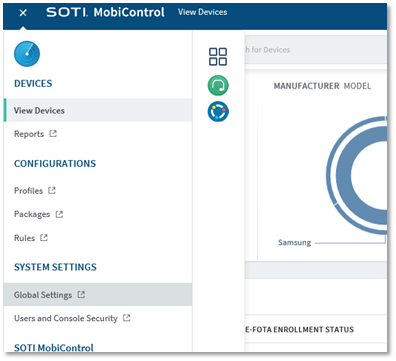 × SOTI MobiControl View Devices
h for Devices
DEVICES
MANUFACTURER MODEL
View Devices
Reports
CONFIGURATIONS
Profiles
Packages
Rules
Samsung
SYSTEM SETTINGS
Global Settings
Users and Console Security
E-FOTA ENROLLMENT STATUS
SOTI MobiControl